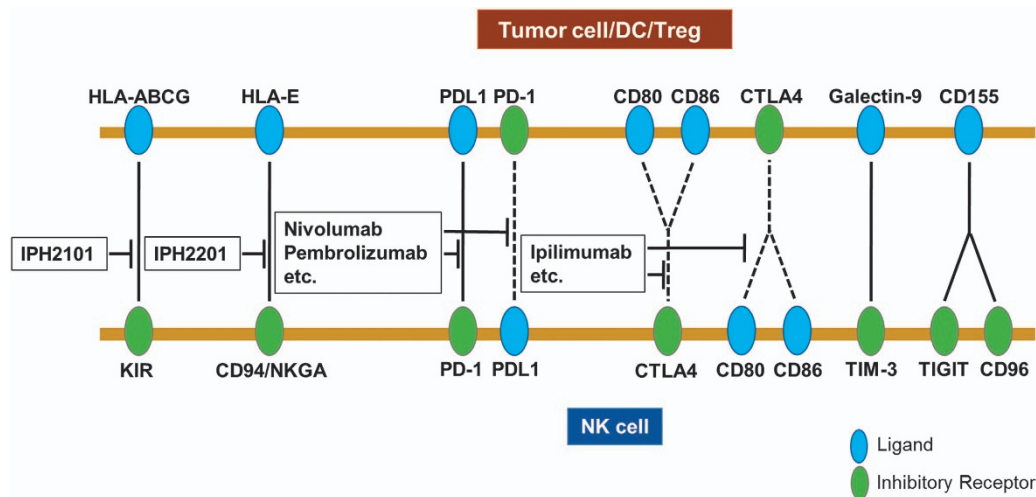 Tumor cell/DC/Treg
HLA-ABCG
HLA-E
PDL1
PD-1
CD80
CD86
CTLA4
Galectin-9
CD155
IPH2101
IPH2201
Nivolumab
Pembrolizumab
etc.
Ipilimumab
etc.
KIR
CD94/NKGA
PD-1
PDL1
CTLA4
CD80
CD86
TIM-3
TIGIT
CD96
NK cell
Ligand
Inhibitory Receptor